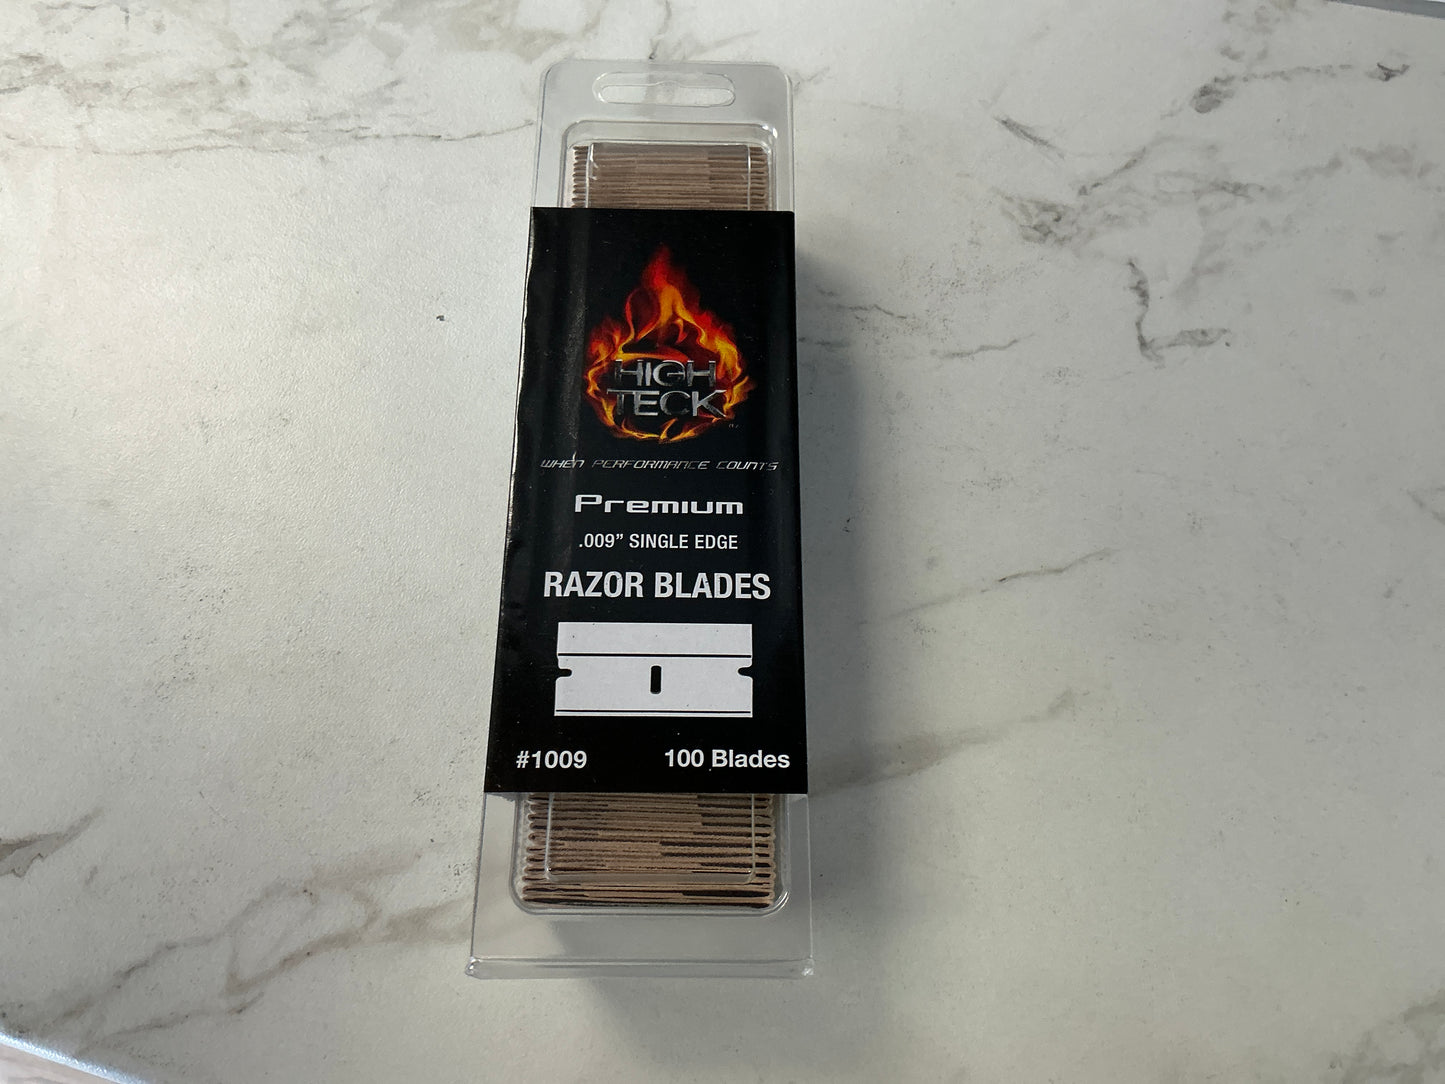 HIGH
TECK
WHEN PERFORMANCE COUNTS
Premium
.009” SINGLE EDGE
RAZOR BLADES
#1009 100 Blades